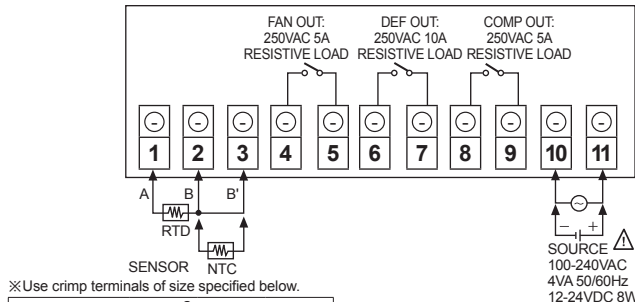 FAN OUT: DEF OUT: COMP OUT:
250VAC 5A 250VAC 10A 250VAC 5A
RESISTIVE LOAD RESISTIVE LOAD RESISTIVE LOAD
1 2 3 4 5 6 7 8 9 10 11
A B B'
RTD
− +
SENSOR NTC
SOURCE
100-240VAC
4VA 50/60Hz
12-24VDC 8W
※Use crimp terminals of size specified below.